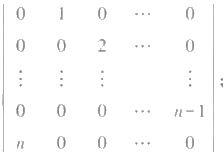 0 1 0 ⋯ 0
0 0 2 ⋯ 0
⋮ ⋮ ⋮ ⋮
0 0 0 ⋯ n−1
n 0 0 ⋯ 0
;